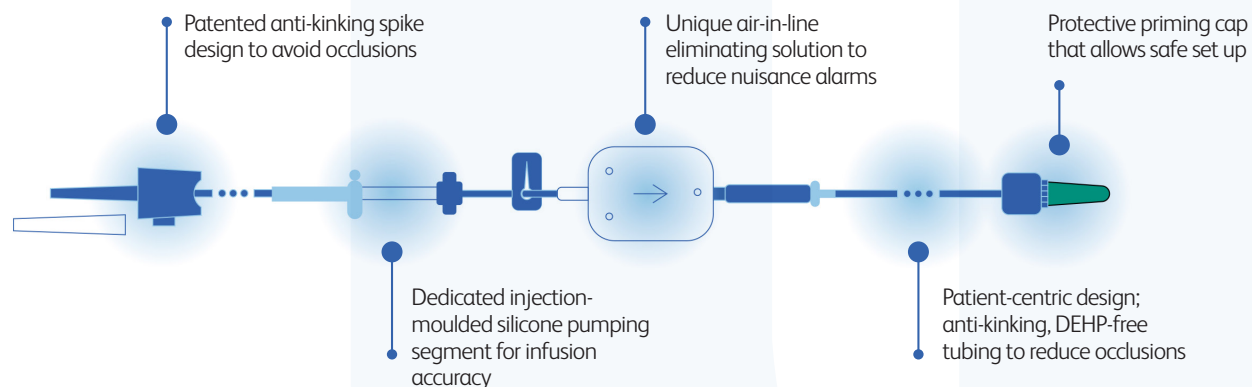 Patented anti-kinking spike
design to avoid occlusions
Unique air-in-line
eliminating solution to
reduce nuisance alarms
Protective priming cap
that allows safe set up
Dedicated injection-
moulded silicone pumping
segment for infusion
accuracy
Patient-centric design;
anti-kinking, DEHP-free
tubing to reduce occlusions